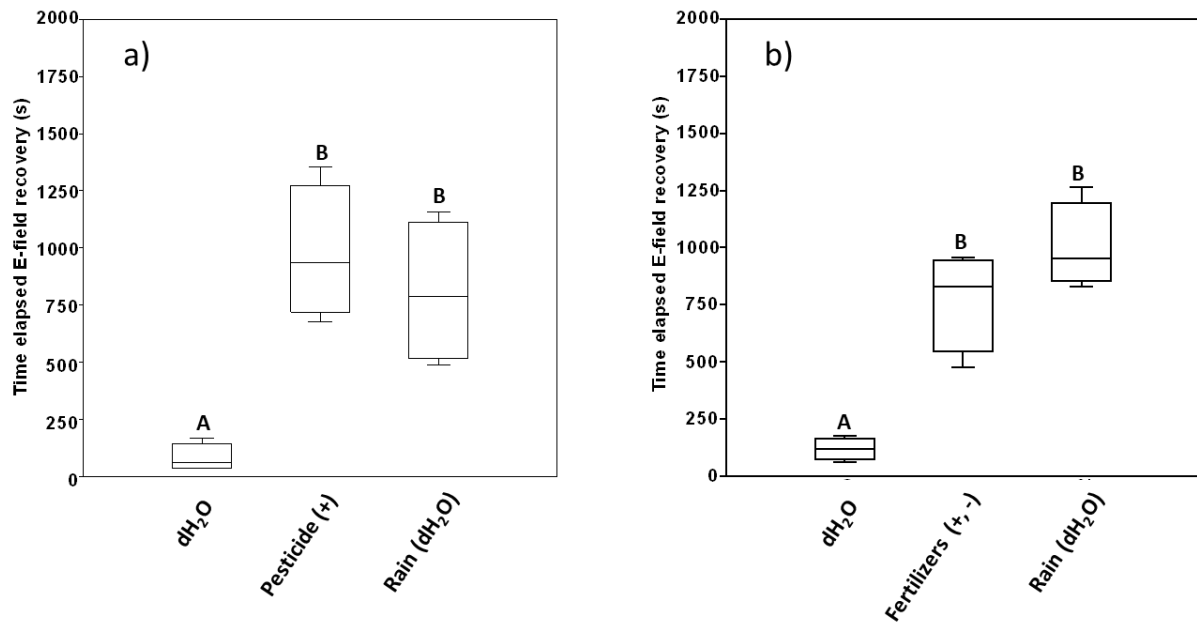 a)
Time elapsed E-field recovery (s)
2000
1750
1500
1250
1000
750
500
250
0
A
B
B
dH₂O
Pesticide (+)
Rain (dH₂O)
b)
Time elapsed E-field recovery (s)
2000
1750
1500
1250
1000
750
500
250
0
A
B
B
dH₂O
Fertilizers (+, -)
Rain (dH₂O)